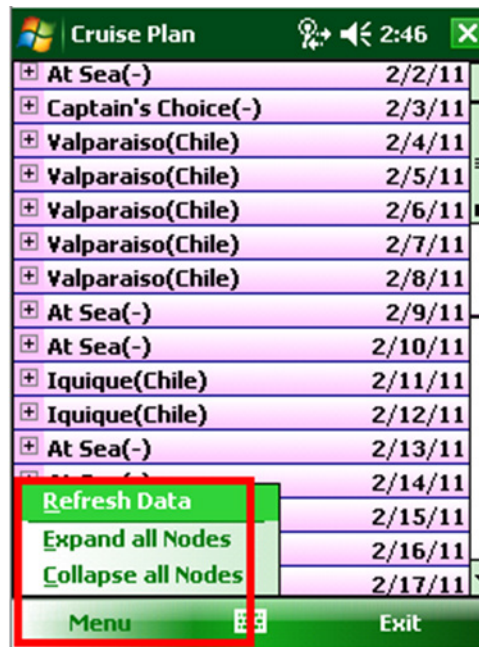 Cruise Plan 2:46
At Sea(-) 2/2/11
Captain's Choice(-) 2/3/11
Valparaiso(Chile) 2/4/11
Valparaiso(Chile) 2/5/11
Valparaiso(Chile) 2/6/11
Valparaiso(Chile) 2/7/11
Valparaiso(Chile) 2/8/11
At Sea(-) 2/9/11
At Sea(-) 2/10/11
Iquique(Chile) 2/11/11
Iquique(Chile) 2/12/11
At Sea(-) 2/13/11
2/14/11
Refresh Data
2/15/11
Expand all Nodes
2/16/11
Collapse all Nodes
2/17/11
Menu Exit